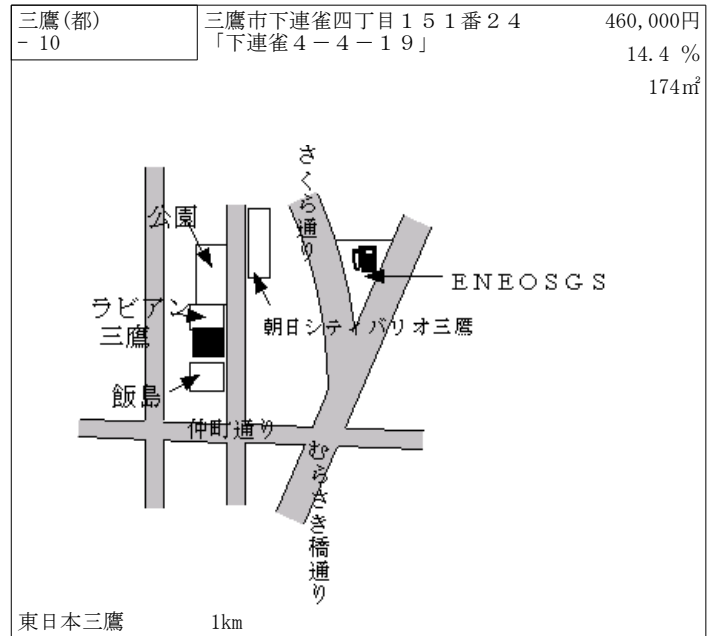 三鷹(都)
- 10
三鷹市下連雀四丁目１５１番２４
「下連雀４－４－１９」
460,000円
14.4 %
174㎡
さくら通り
公園
ＥＮＥＯＳＧＳ
ラビアン
三鷹
朝日シティバリオ三鷹
飯島
仲町通り
むらさき橋通り
東日本三鷹
1km